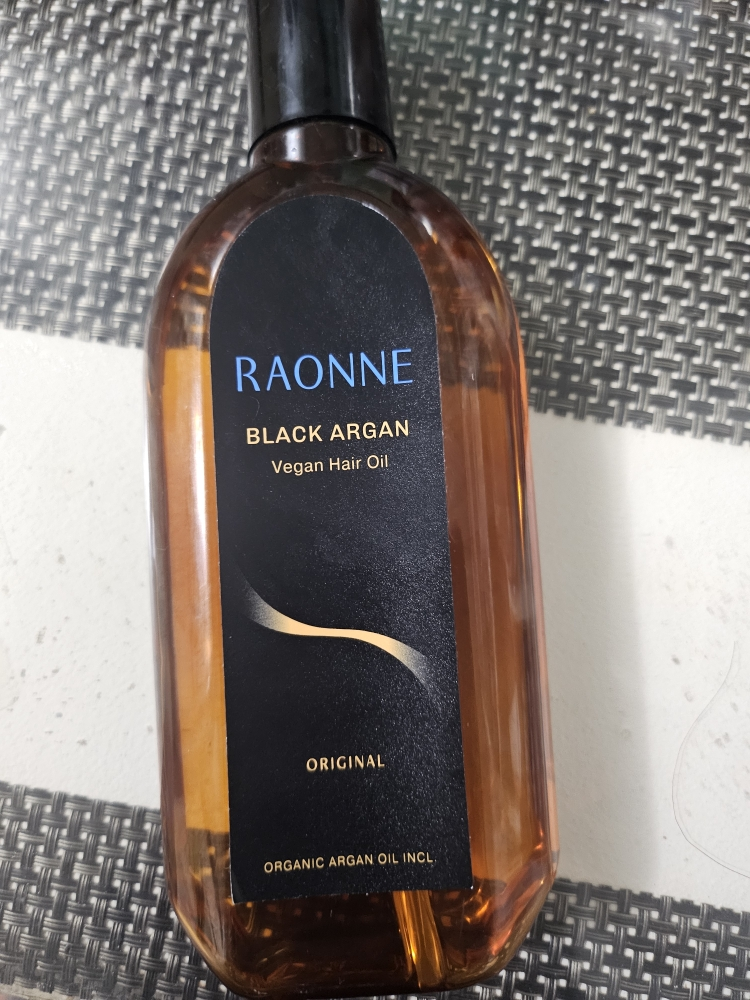 RAONNE
BLACK ARGAN
Vegan Hair Oil
ORIGINAL
ORGANIC ARGAN OIL INCL.